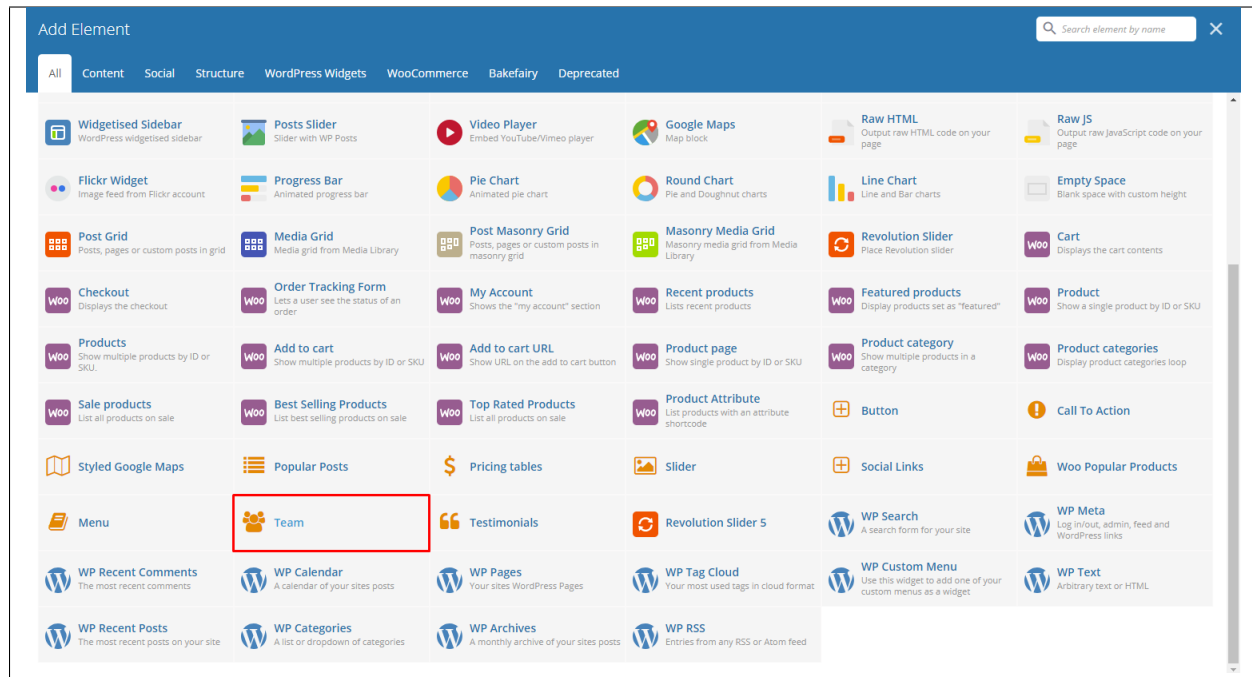 Add Element
Search element by name
All Content Social Structure WordPress Widgets WooCommerce Bakefairy Deprecated
Widgetised Sidebar
WordPress widgetised sidebar
Posts Slider
Slider with WP Posts
Video Player
Embed YouTube/Vimeo player
Google Maps
Map block
Raw HTML
Output raw HTML code on your
page
Raw JS
Output raw JavaScript code on your
page
Flickr Widget
Image feed from Flickr account
Progress Bar
Animated progress bar
Pie Chart
Animated pie chart
Round Chart
Pie and Doughnut charts
Line Chart
Line and Bar charts
Empty Space
Blank space with custom height
Post Grid
Posts, pages or custom posts in grid
Media Grid
Media grid from Media Library
Post Masonry Grid
Posts, pages or custom posts in
masonry grid
Masonry Media Grid
Masonry media grid from Media
Library
Revolution Slider
Place Revolution slider
Woo
Cart
Displays the cart contents
Woo
Checkout
Displays the checkout
Woo
Order Tracking Form
Lets a user see the status of an
order
Woo
My Account
Shows the "my account" section
Woo
Recent products
Lists recent products
Woo
Featured products
Display products set as "featured"
Woo
Product
Show a single product by ID or SKU
Woo
Products
Show multiple products by ID or
SKU.
Woo
Add to cart
Show multiple products by ID or SKU
Woo
Add to cart URL
Show URL on the add to cart button
Woo
Product page
Show single product by ID or SKU
Woo
Product category
Show multiple products in a
category
Woo
Product categories
Display product categories loop
Woo
Sale products
List all products on sale
Woo
Best Selling Products
List best selling products on sale
Woo
Top Rated Products
List all products on sale
Woo
Product Attribute
List products with an attribute
shortcode
Button
Call To Action
Styled Google Maps
Popular Posts
Pricing tables
Slider
Social Links
Woo Popular Products
Menu
Team
Testimonials
Revolution Slider 5
WP Search
A search form for your site
WP Meta
Log in/out, admin, feed and
WordPress links
WP Recent Comments
The most recent comments
WP Calendar
A calendar of your sites posts
WP Pages
Your sites WordPress Pages
WP Tag Cloud
Your most used tags in cloud format
WP Custom Menu
Use this widget to add one of your
custom menus as a widget
WP Text
Arbitrary text or HTML
WP Recent Posts
The most recent posts on your site
WP Categories
A list or dropdown of categories
WP Archives
A monthly archive of your sites posts
WP RSS
Entries from any RSS or Atom feed